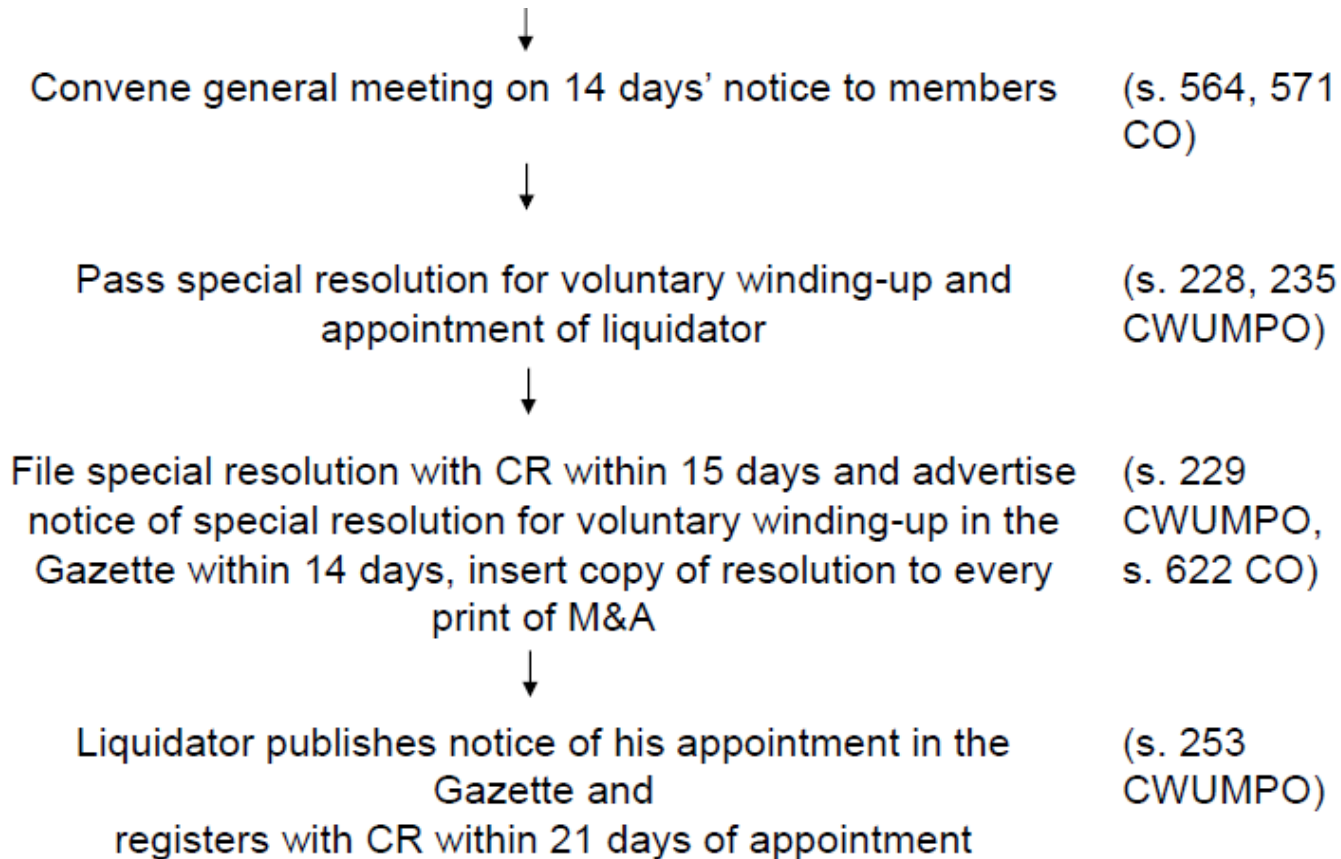 Convene general meeting on 14 days’ notice to members (s. 564, 571
CO)
Pass special resolution for voluntary winding-up and (s. 228, 235
appointment of liquidator CWUMPO)
File special resolution with CR within 15 days and advertise (s. 229
notice of special resolution for voluntary winding-up in the CWUMPO,
Gazette within 14 days, insert copy of resolution to every s. 622 CO)
print of M&A
Liquidator publishes notice of his appointment in the (s. 253
Gazette and CWUMPO)
registers with CR within 21 days of appointment